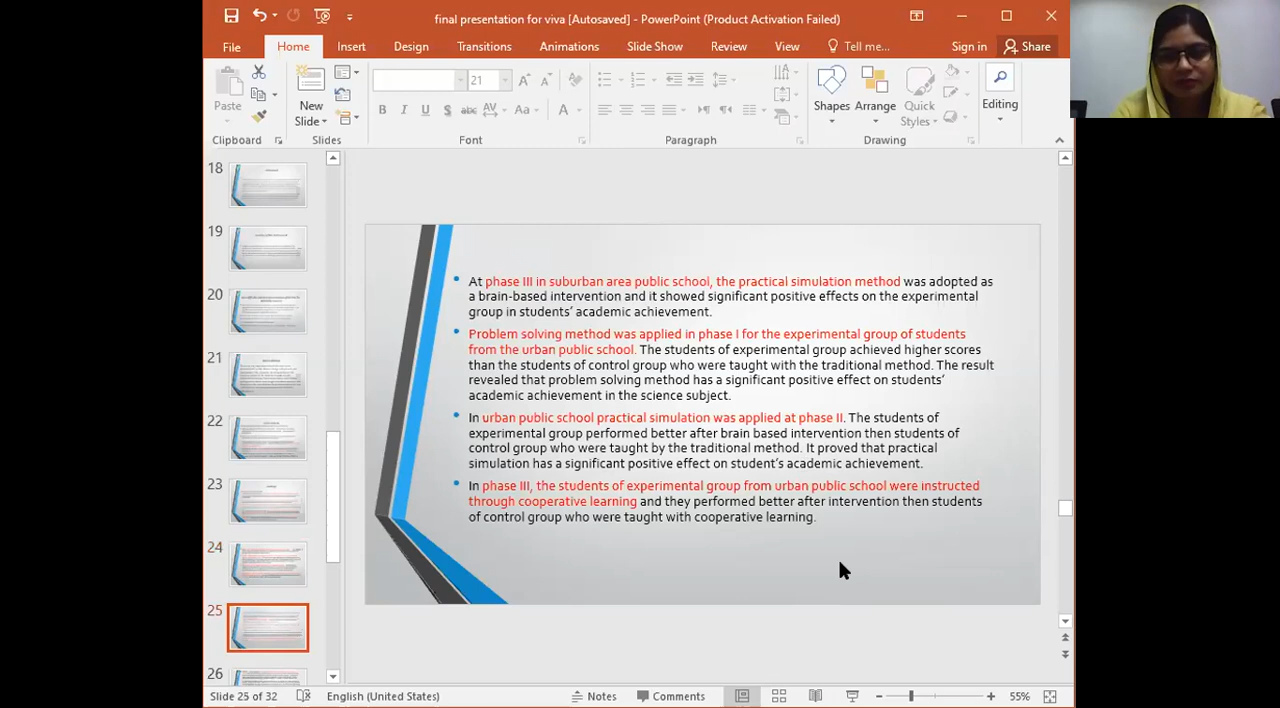 final presentation for viva [Autosaved] - PowerPoint (Product Activation Failed)
File Home Insert Design Transitions Animations Slide Show Review View Tell me... Sign in Share
21
Paste New Slide Shapes Arrange Quick Styles Editing
Clipboard Slides Font Paragraph Drawing
18
19
20
21
22
23
24
25
26
At phase III in suburban area public school, the practical simulation method was adopted as
a brain-based intervention and it showed significant positive effects on the experimental
group in students' academic achievement.
Problem solving method was applied in phase I for the experimental group of students
from the urban public school. The students of experimental group achieved higher scores
than the students of control group who were taught with the traditional method. The result
revealed that problem solving method has a significant positive effect on students'
academic achievement in the science subject.
In urban public school practical simulation was applied at phase II. The students of
experimental group performed better after brain based intervention then students of
control group who were taught by the traditional method. It proved that practical
simulation has a significant positive effect on student's academic achievement.
In phase III, the students of experimental group from urban public school were instructed
through cooperative learning and they performed better after intervention then students
of control group who were taught with cooperative learning.
Slide 25 of 32 English (United States) Notes Comments 55%